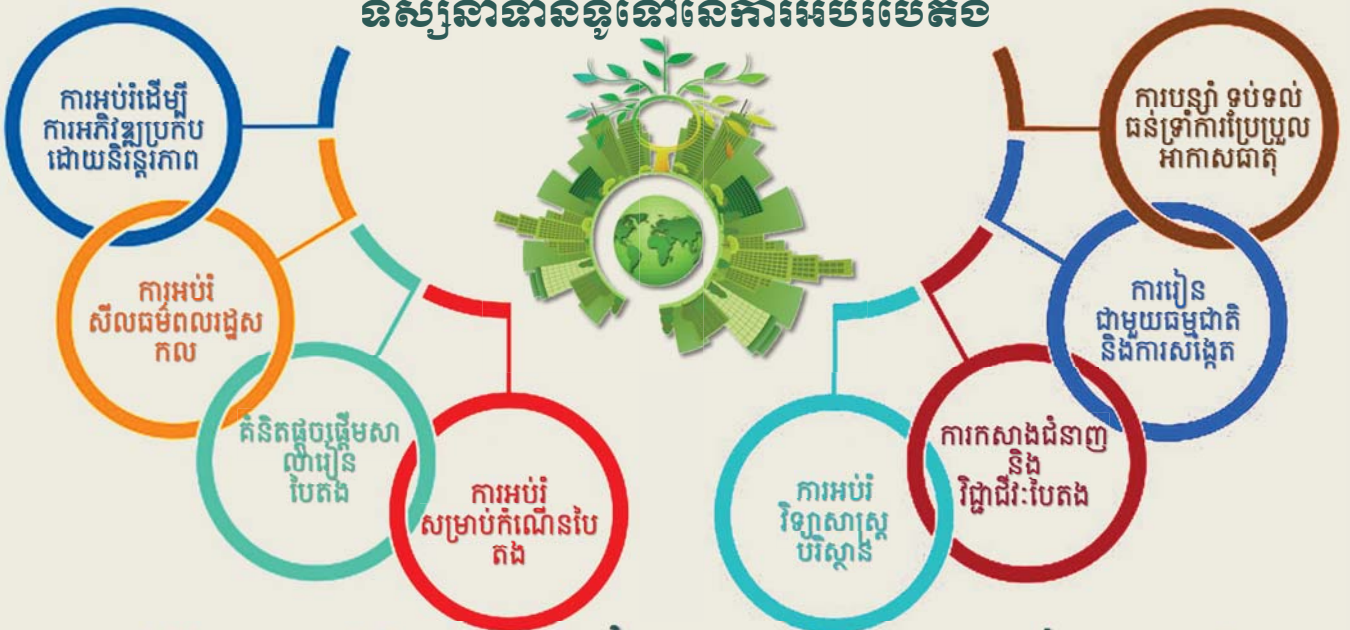 ទស្សនាទានទូទៅនៃការអប់រំបៃតង
ការអប់រំដើម្បី
ការអភិវឌ្ឍប្រកប
ដោយនិរន្តរភាព
ការអប់រំ
សីលធម៌ពលរដ្ឋស
កល
គំនិតផ្តួចផ្តើមសា
លារៀន
បៃតង
ការអប់រំ
សម្រាប់កំណើនបៃ
តង
ការអប់រំ
វិទ្យាសាស្ត្រ
បរិស្ថាន
ការកសាងជំនាញ
និង
វិជ្ជាជីវៈបៃតង
ការរៀន
ជាមួយធម្មជាតិ
និងការសង្កេត
ការបន្សាំ ទប់ទល់
ធន់ទ្រាំការប្រែប្រួល
អាកាសធាតុ